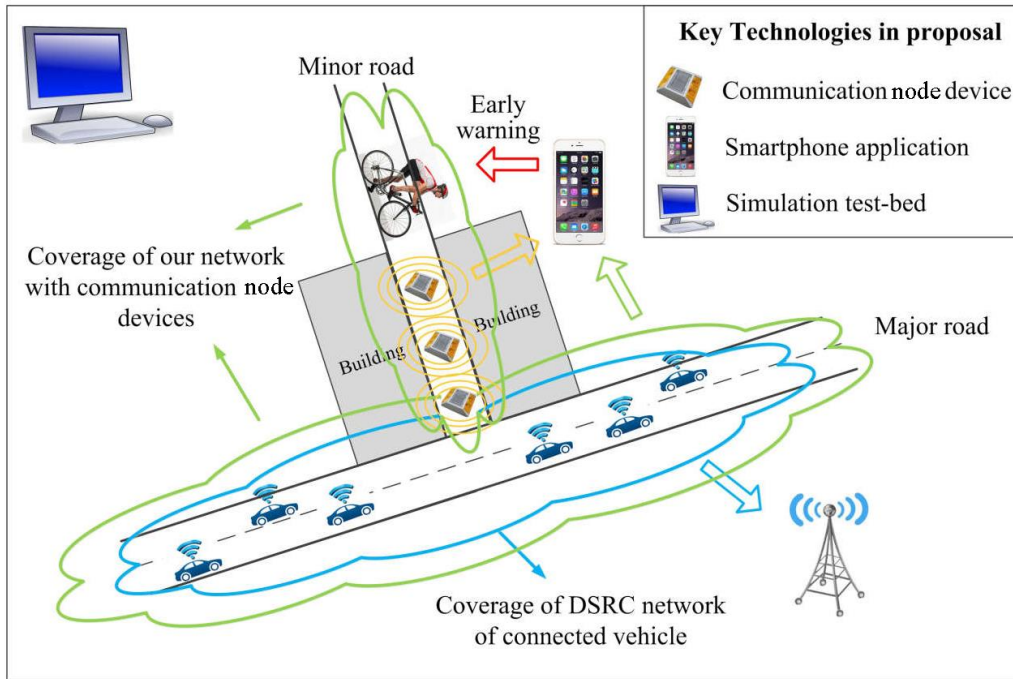 Key Technologies in proposal
Communication node device
Smartphone application
Simulation test-bed
Minor road
Early
warning
Coverage of our network
with communication node
devices
Building
Building
Major road
Coverage of DSRC network
of connected vehicle